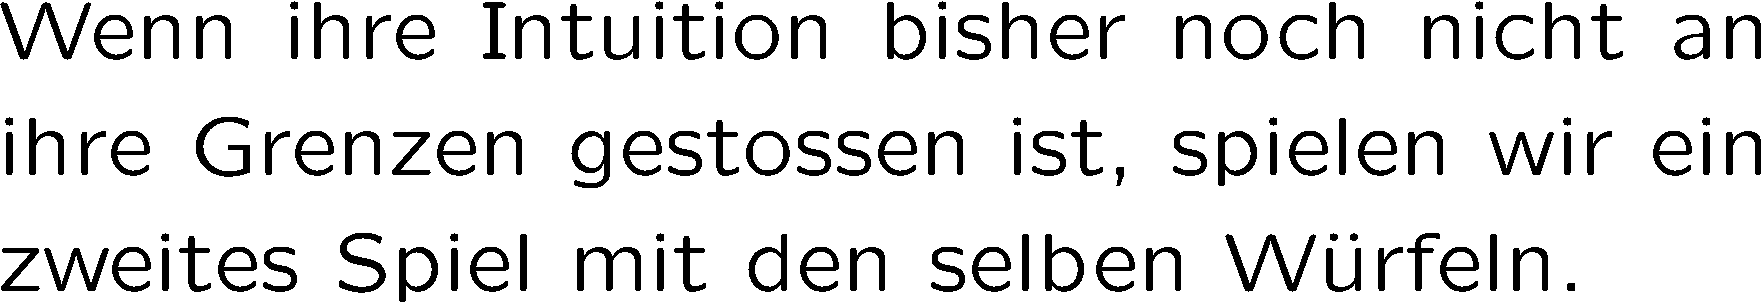 Wenn ihre Intuition bisher noch nicht an
ihre Grenzen gestossen ist, spielen wir ein
zweites Spiel mit den selben Würfeln.